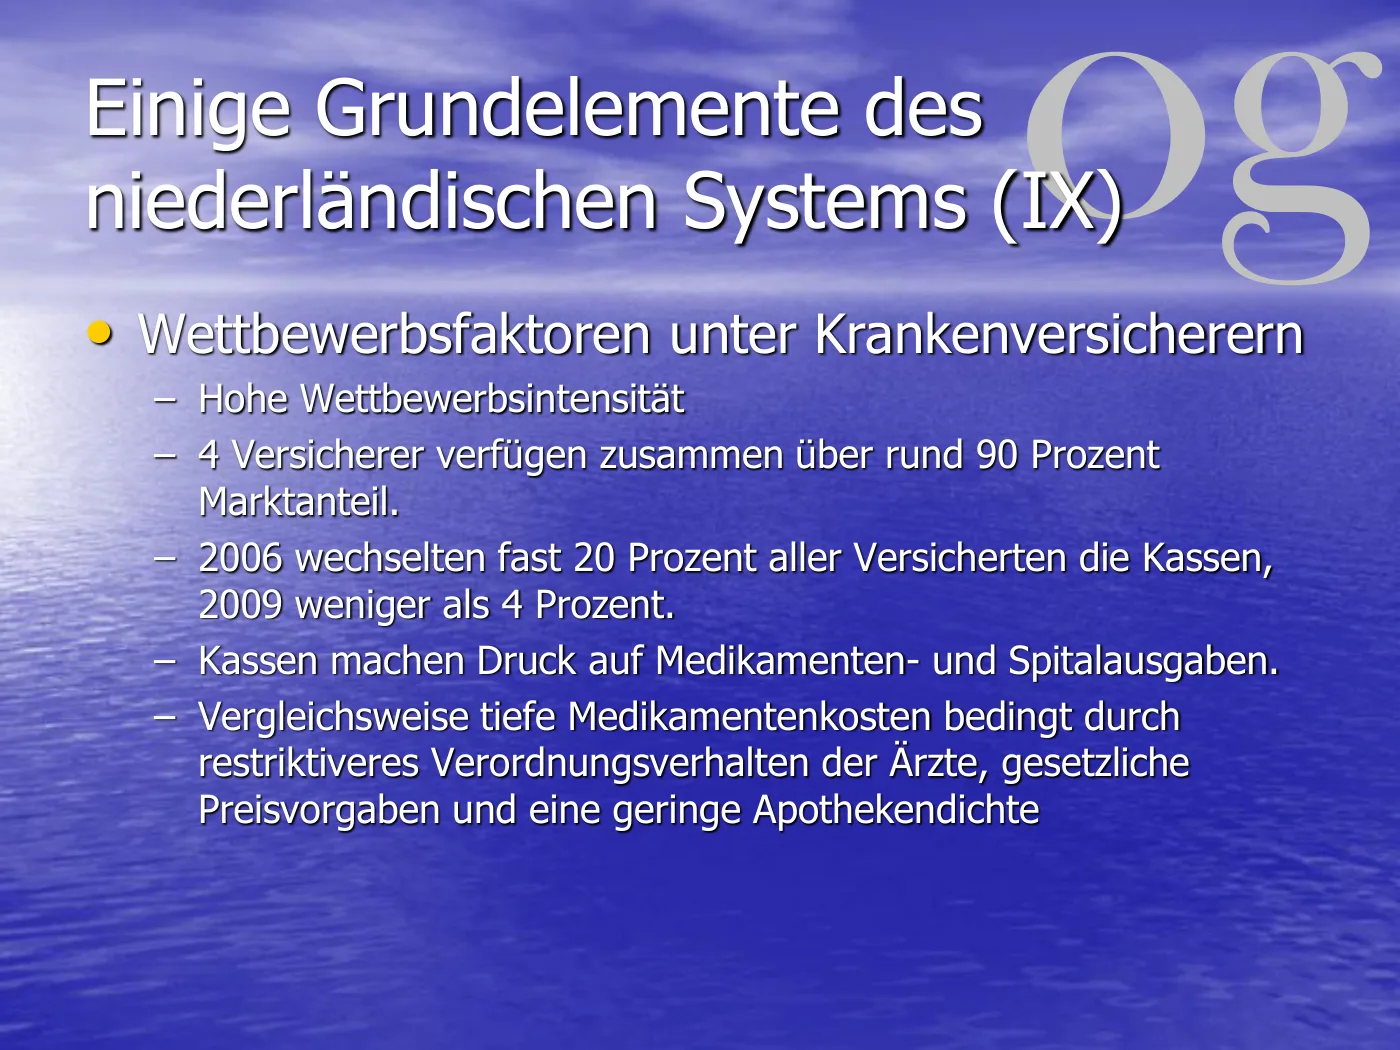 og
Einige Grundelemente des
niederländischen Systems (IX)
• Wettbewerbsfaktoren unter Krankenversicherern
– Hohe Wettbewerbsintensität
– 4 Versicherer verfügen zusammen über rund 90 Prozent
Marktanteil.
– 2006 wechselten fast 20 Prozent aller Versicherten die Kassen,
2009 weniger als 4 Prozent.
– Kassen machen Druck auf Medikamenten- und Spitalausgaben.
– Vergleichsweise tiefe Medikamentenkosten bedingt durch
restriktiveres Verordnungsverhalten der Ärzte, gesetzliche
Preisvorgaben und eine geringe Apothekendichte